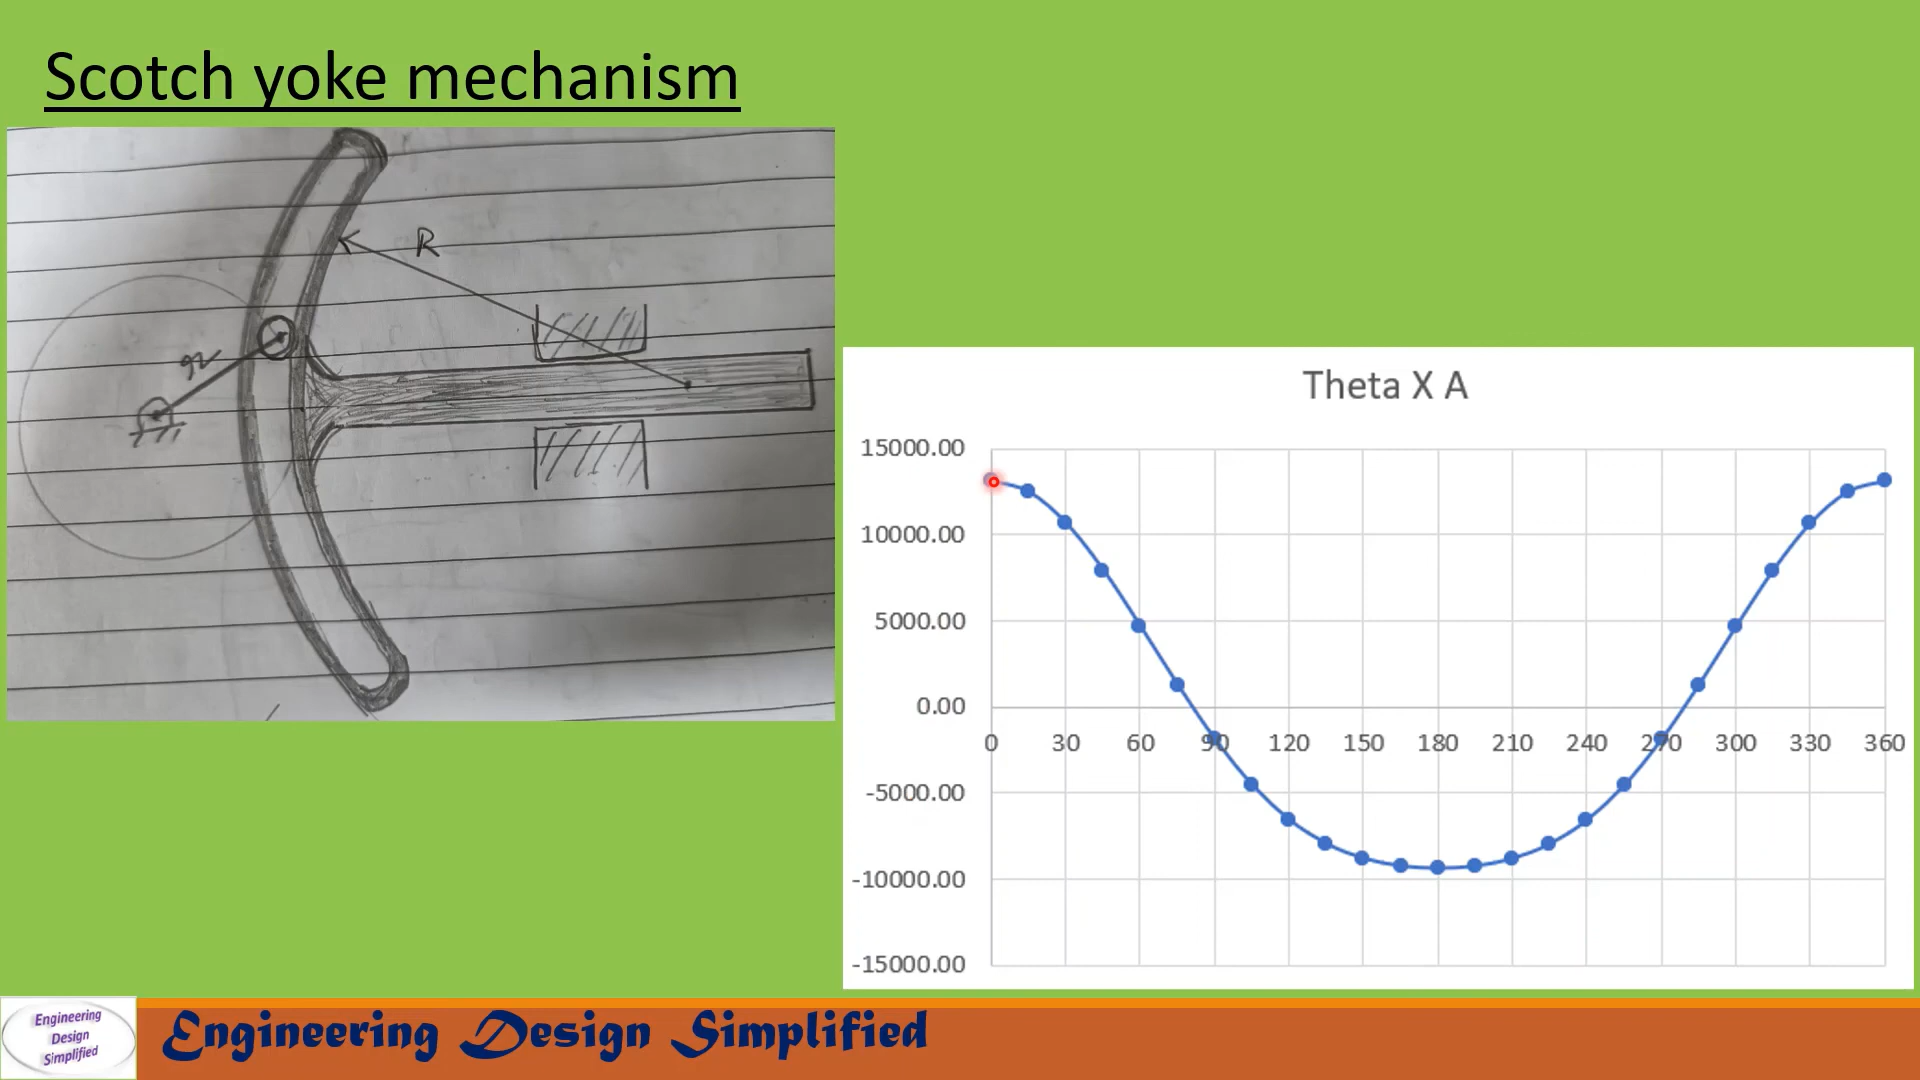 Scotch yoke mechanism
R
r
Theta X A
15000.00
10000.00
5000.00
0.00
-5000.00
-10000.00
-15000.00
0 30 60 90 120 150 180 210 240 270 300 330 360
Engineering
Design
Simplified
Engineering Design Simplified